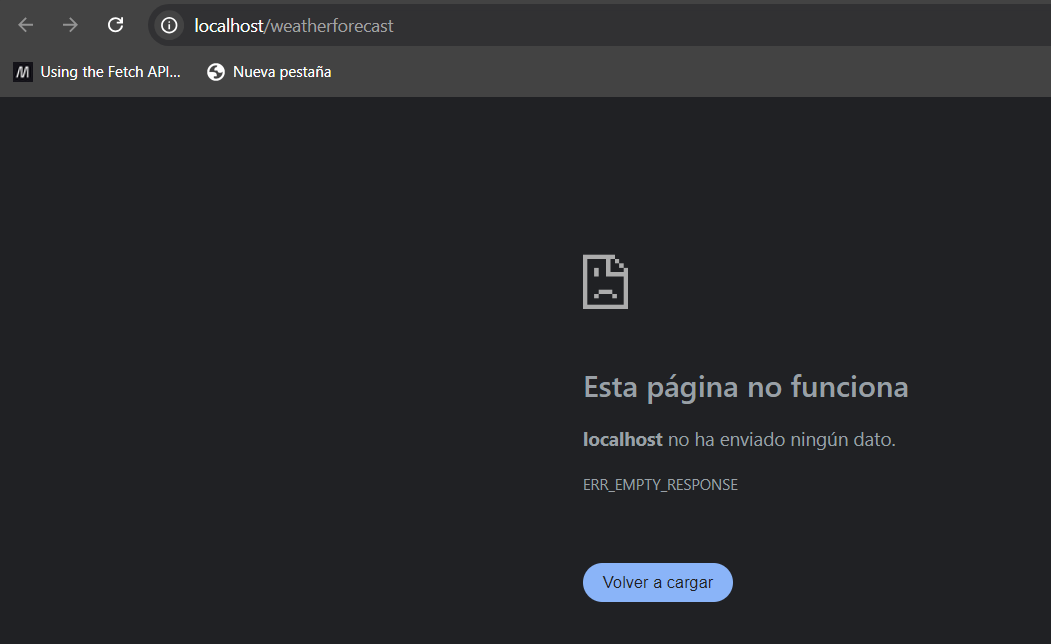 localhost/weatherforecast
Using the Fetch API... Nueva pestaña
Esta página no funciona
localhost no ha enviado ningún dato.
ERR_EMPTY_RESPONSE
Volver a cargar